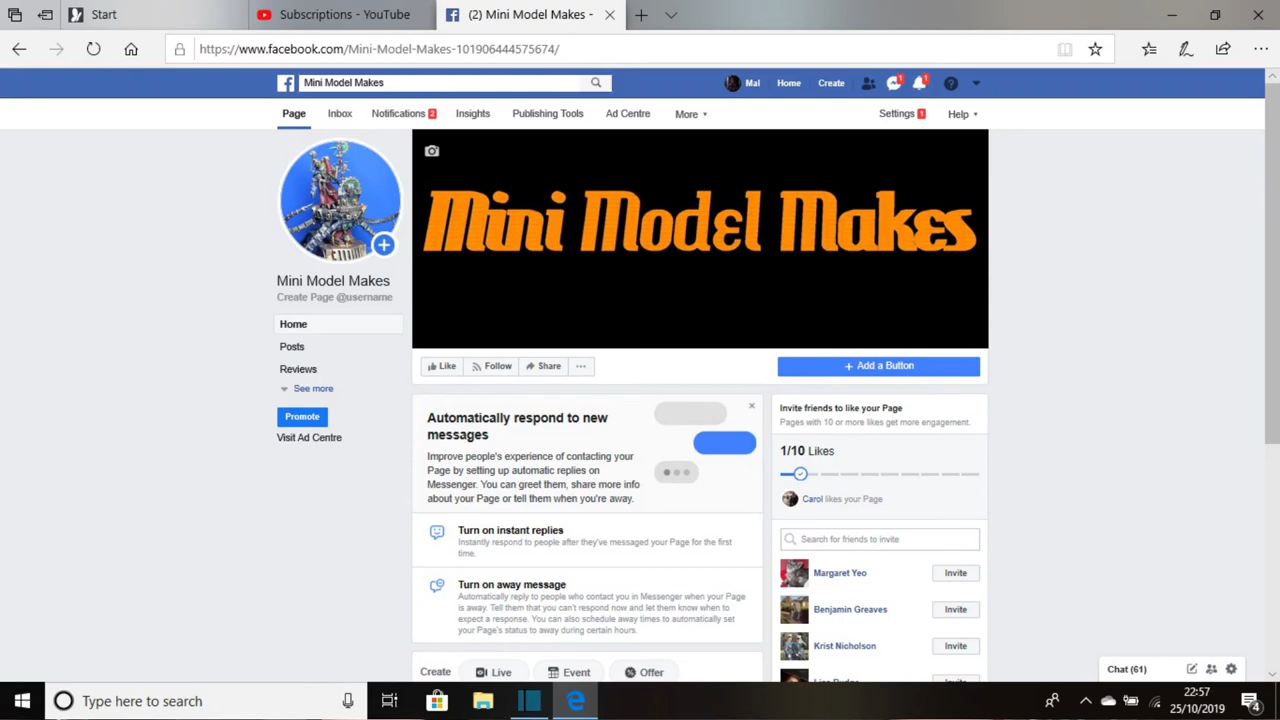 Start
Subscriptions - YouTube
(2) Mini Model Makes -
https://www.facebook.com/Mini-Model-Makes-101906444575674/
Mini Model Makes
Mal
Home
Create
1
1
Page
Inbox
Notifications 2
Insights
Publishing Tools
Ad Centre
More
Settings 1
Help
Mini Model Makes
Mini Model Makes
Create Page @username
Home
Posts
Reviews
See more
Promote
Visit Ad Centre
Like
Follow
Share
+ Add a Button
Automatically respond to new
messages
Improve people's experience of contacting your
Page by setting up automatic replies on
Messenger. You can greet them, share more info
about your Page or tell them when you're away.
Turn on instant replies
Instantly respond to people after they've messaged your Page for the first
time.
Turn on away message
Automatically reply to people who contact you in Messenger when your Page
is away. Tell them that you can't respond now and let them know when to
expect a response. You can also schedule away times to automatically set
your Page's status to away during certain hours.
Create
Live
Event
Offer
Invite friends to like your Page
Pages with 10 or more likes get more engagement.
1/10 Likes
Carol likes your Page
Search for friends to invite
Margaret Yeo
Invite
Benjamin Greaves
Invite
Krist Nicholson
Invite
Chat (61)
Type here to search
22:57
25/10/2019
4